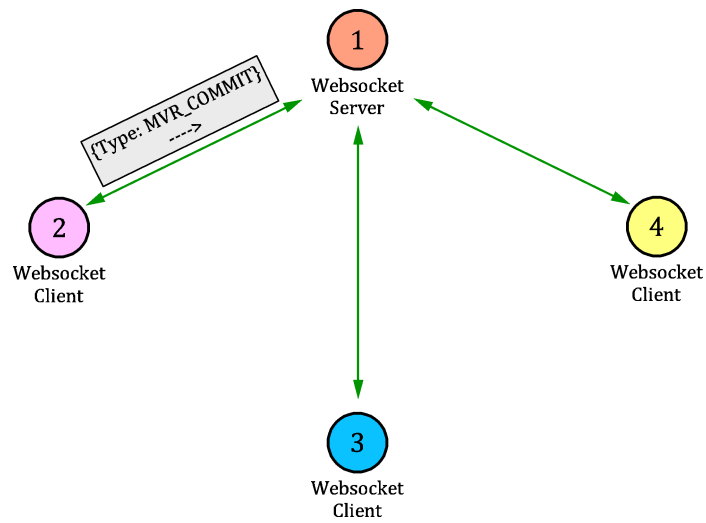 1
Websocket
Server
{Type: MVR_COMMIT}
---->
2
Websocket
Client
4
Websocket
Client
3
Websocket
Client